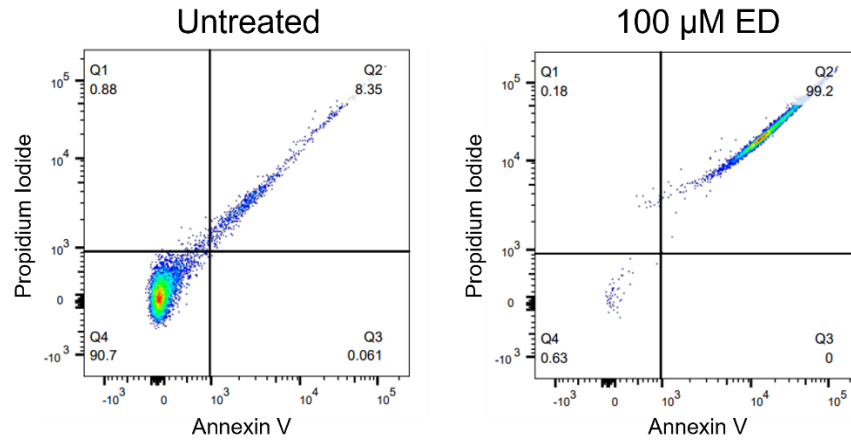 Untreated
100 µM ED
Q1
0.88
Q2
8.35
10^5
10^4
10^3
0
-10^3
Propidium Iodide
Q4
90.7
Q3
0.061
-10^3
0
10^3
10^4
10^5
Annexin V
Q1
0.18
Q2
99.2
10^5
10^4
10^3
0
-10^3
Propidium Iodide
Q4
0.63
Q3
0
-10^3
0
10^3
10^4
10^5
Annexin V